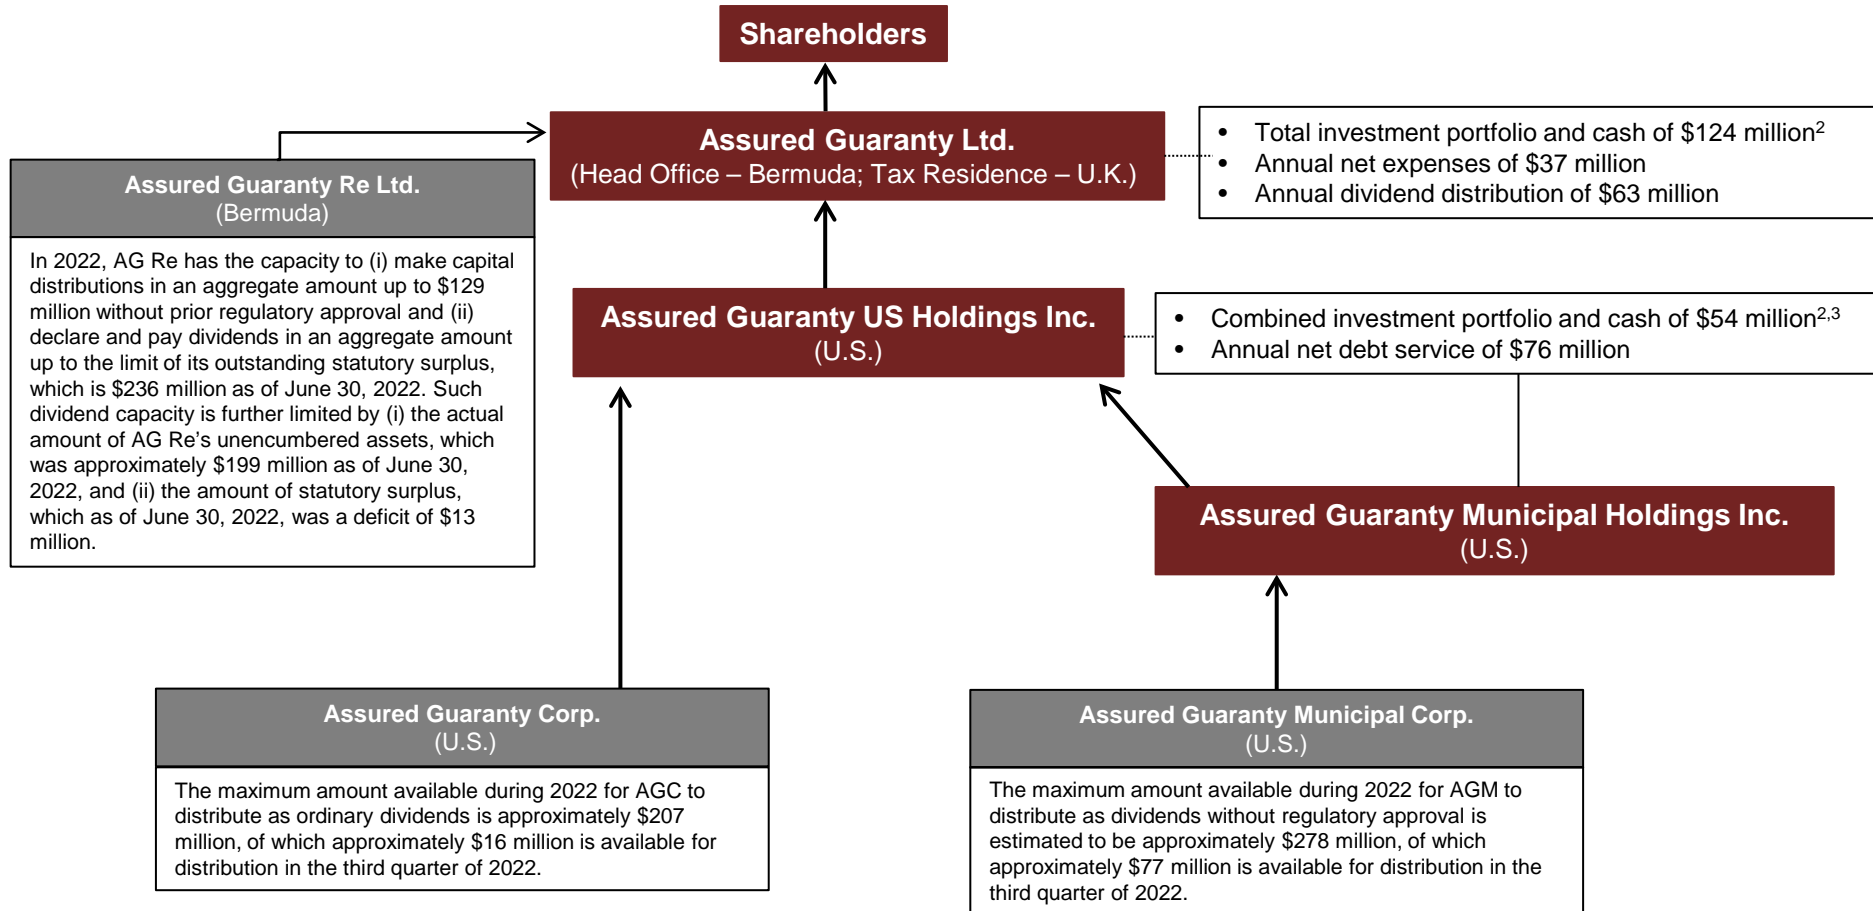 Shareholders
Assured Guaranty Ltd.
(Head Office – Bermuda; Tax Residence – U.K.)
• Total investment portfolio and cash of $124 million2
• Annual net expenses of $37 million
• Annual dividend distribution of $63 million
Assured Guaranty Re Ltd.
(Bermuda)
In 2022, AG Re has the capacity to (i) make capital
distributions in an aggregate amount up to $129
million without prior regulatory approval and (ii)
declare and pay dividends in an aggregate amount
up to the limit of its outstanding statutory surplus,
which is $236 million as of June 30, 2022. Such
dividend capacity is further limited by (i) the actual
amount of AG Re’s unencumbered assets, which
was approximately $199 million as of June 30,
2022, and (ii) the amount of statutory surplus,
which as of June 30, 2022, was a deficit of $13
million.
Assured Guaranty US Holdings Inc.
(U.S.)
• Combined investment portfolio and cash of $54 million2,3
• Annual net debt service of $76 million
Assured Guaranty Municipal Holdings Inc.
(U.S.)
Assured Guaranty Corp.
(U.S.)
The maximum amount available during 2022 for AGC to
distribute as ordinary dividends is approximately $207
million, of which approximately $16 million is available for
distribution in the third quarter of 2022.
Assured Guaranty Municipal Corp.
(U.S.)
The maximum amount available during 2022 for AGM to
distribute as dividends without regulatory approval is
estimated to be approximately $278 million, of which
approximately $77 million is available for distribution in the
third quarter of 2022.